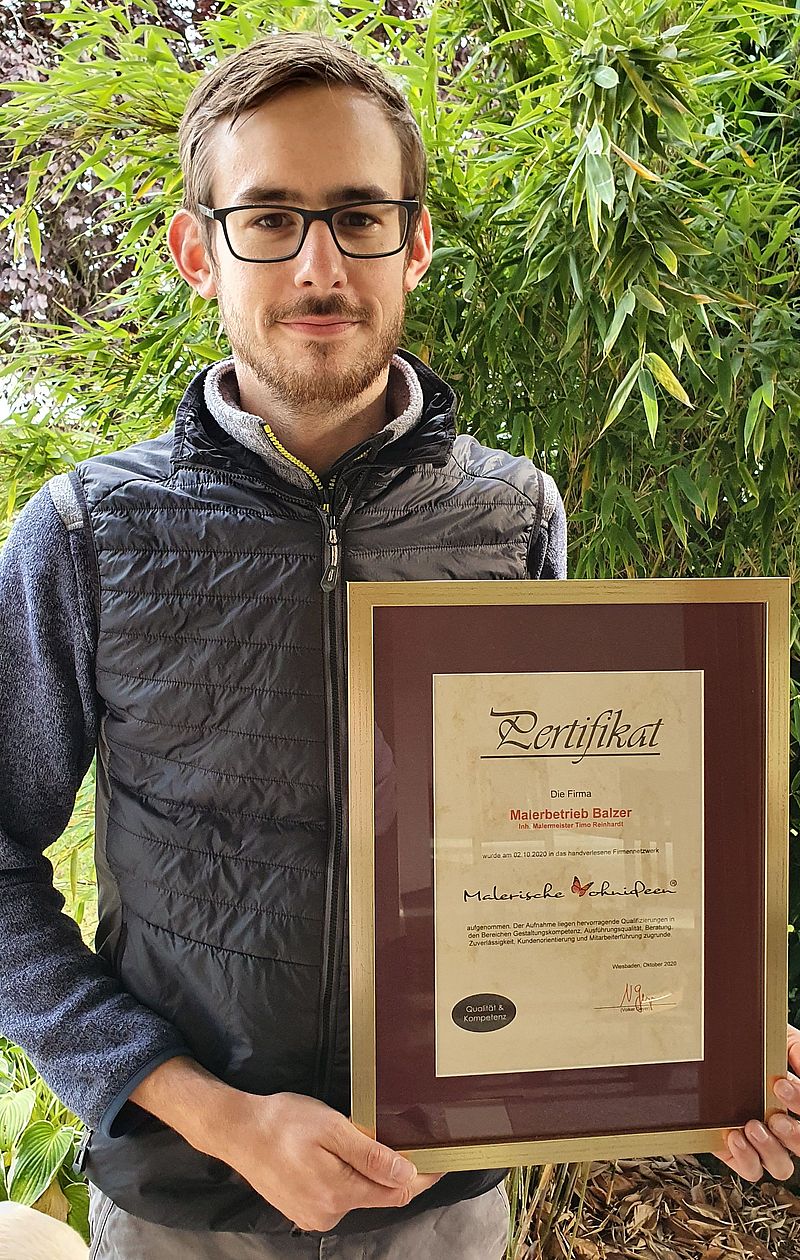 Zertifikat
Die Firma
Malerbetrieb Balzer
Inh. Malermeister Timo Reinhardt
wurde am 02.10.2020 in das handverlesene Firmennetzwerk
Malerische Wohnideen®
aufgenommen. Der Aufnahme liegen hervorragende Qualifizierungen in
den Bereichen Gestaltungskompetenz, Ausführungsqualität, Beratung,
Zuverlässigkeit, Kundenorientierung und Mitarbeiterführung zugrunde.
Wiesbaden, Oktober 2020
(Volker
Qualität &
Kompetenz